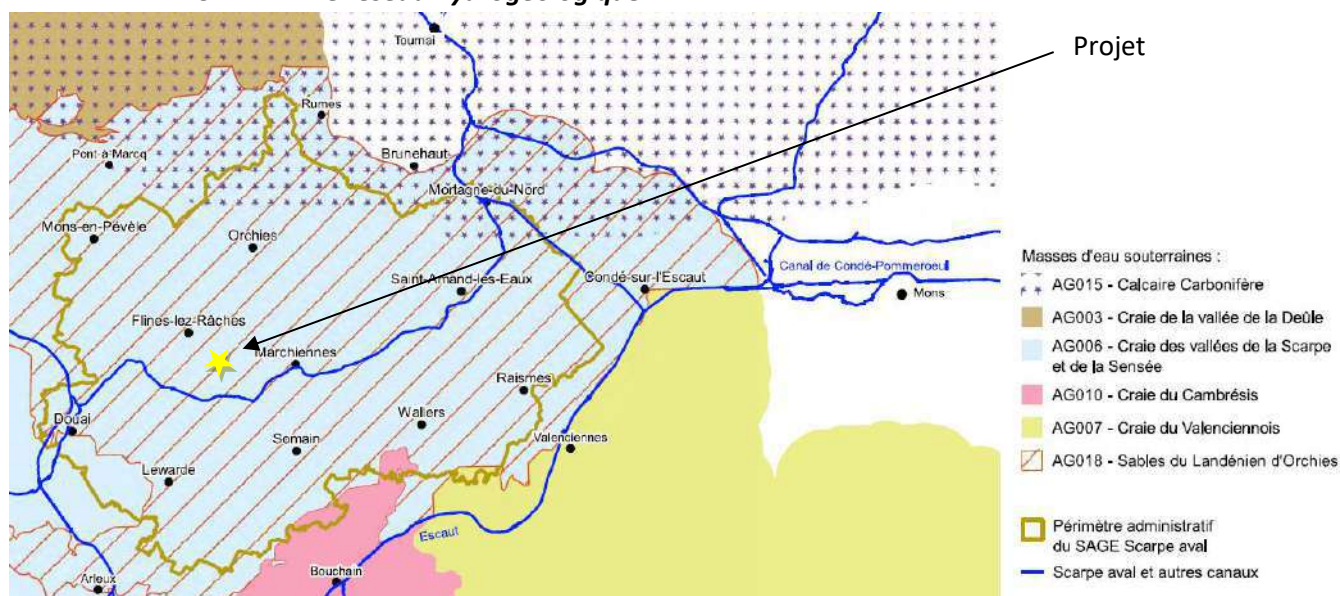 réseau hydrogéologique
Projet
Tournai
Rumes
Pont-à-Marcq
Brunehaut
Mortagne-du-Nord
Mons-en-Pévèle
Orchies
Saint-Amand-les-Eaux
Condé-sur-l'Escaut
Canal de Condé-Pommeroeul
Mons
Flines-lez-Râches
Marchiennes
Raismes
Douai
Wallers
Somain
Valenciennes
Lewarde
Escaut
Bouchain
Arleux
Masses d'eau souterraines :
AG015 - Calcaire Carbonifère
AG003 - Craie de la vallée de la Deûle
AG006 - Craie des vallées de la Scarpe
et de la Sensée
AG010 - Craie du Cambrésis
AG007 - Craie du Valenciennois
AG018 - Sables du Landénien d'Orchies
Périmètre administratif
du SAGE Scarpe aval
Scarpe aval et autres canaux